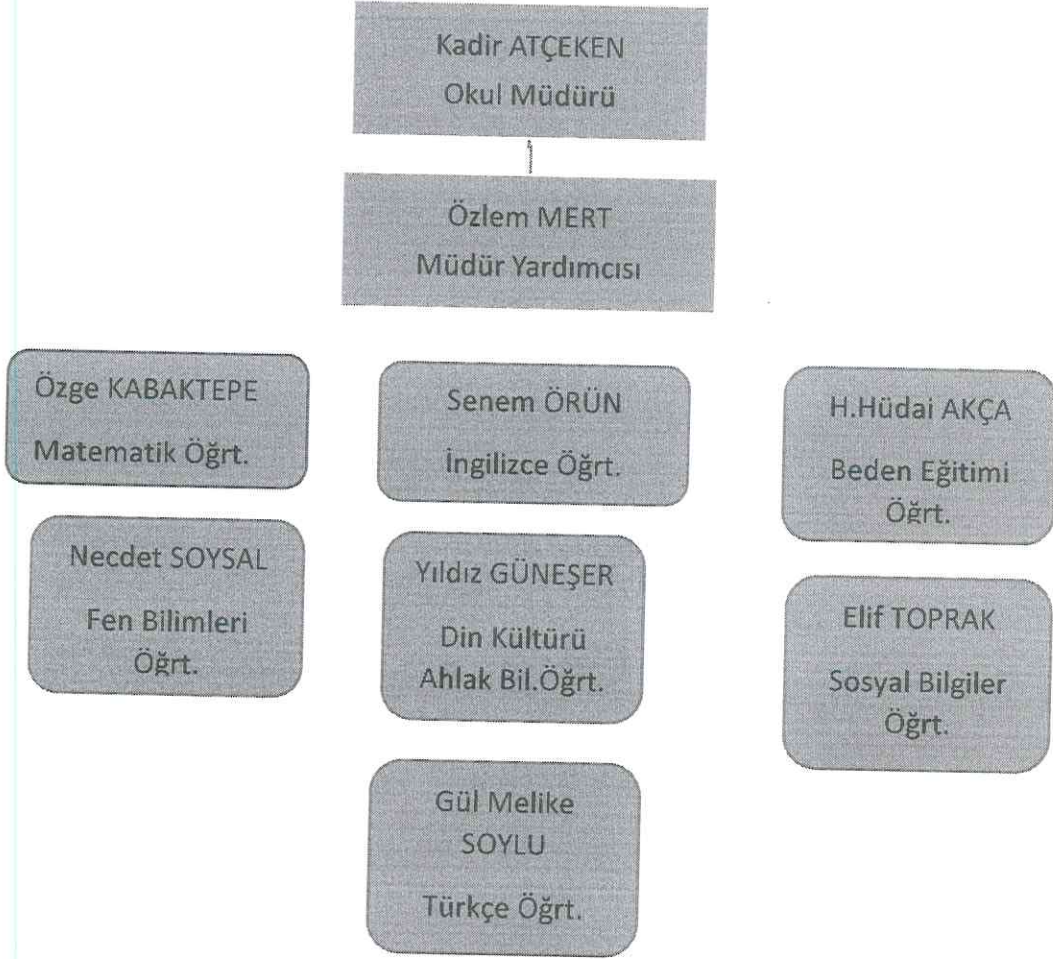 Kadir ATÇEKEN
Okul Müdürü
Özlem MERT
Müdür Yardımcısı
Özge KABAKTEPE
Matematik Öğrt.
Senem ÖRÜN
İngilizce Öğrt.
H.Hüdai AKÇA
Beden Eğitimi
Öğrt.
Necdet SOYSAL
Fen Bilimleri
Öğrt.
Yıldız GÜNEŞER
Din Kültürü
Ahlak Bil.Öğrt.
Elif TOPRAK
Sosyal Bilgiler
Öğrt.
Gül Melike
SOYLU
Türkçe Öğrt.